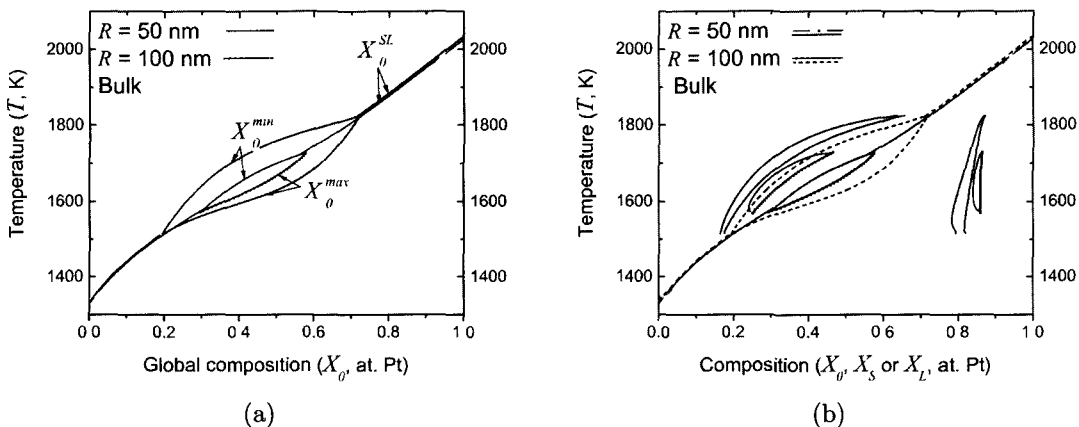 R = 50 nm
R = 100 nm
Bulk
X_0^{SL}
X_0^{min}
X_0^{max}
2000
1800
1600
1400
2000
1800
1600
1400
0 0
0 2
0 4
0 6
0 8
1 0
Temperature (T, K)
Global composition (X_0, at. Pt)
(a)
R = 50 nm
R = 100 nm
Bulk
2000
1800
1600
1400
2000
1800
1600
1400
0.0
0.2
0 4
0 6
0 8
1 0
Temperature (T, K)
Composition (X_0, X_S or X_L, at. Pt)
(b)